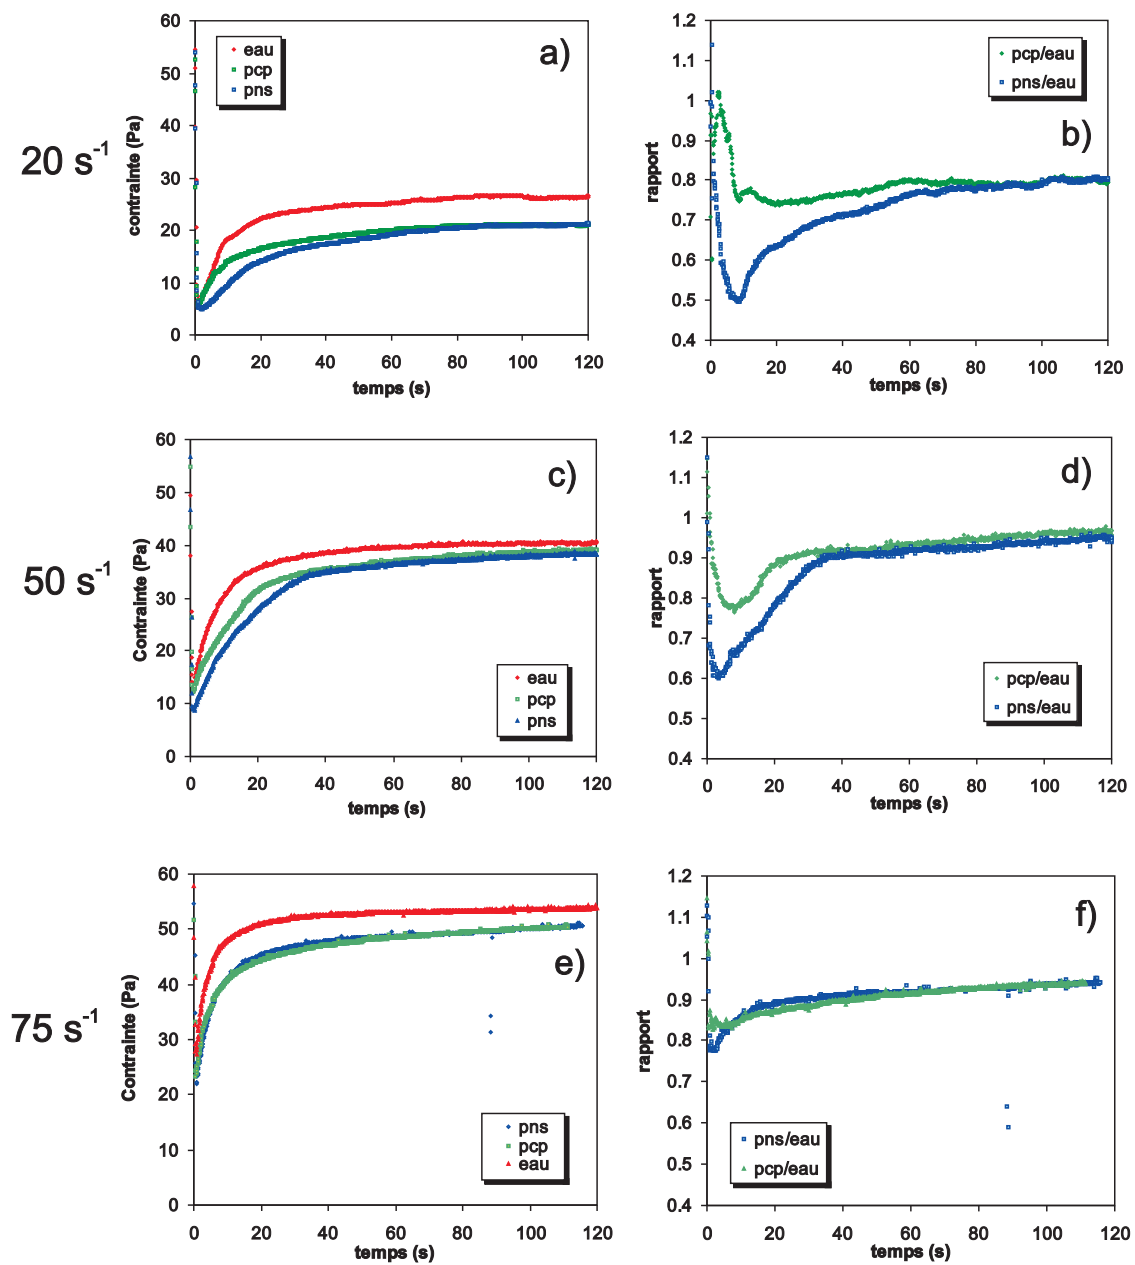 20 s-1
a)
60
50
40
30
20
10
0
contrainte (Pa)
eau
pcp
pns
0 20 40 60 80 100 120
temps (s)
b)
1.2
1.1
1
0.9
0.8
0.7
0.6
0.5
0.4
rapport
pcp/eau
pns/eau
0 20 40 60 80 100 120
temps (s)
50 s-1
c)
60
50
40
30
20
10
0
Contrainte (Pa)
eau
pcp
pns
0 20 40 60 80 100 120
temps (s)
d)
1.2
1.1
1
0.9
0.8
0.7
0.6
0.5
0.4
rapport
pcp/eau
pns/eau
0 20 40 60 80 100 120
temps (s)
75 s-1
e)
60
50
40
30
20
10
0
Contrainte (Pa)
pns
pcp
eau
0 20 40 60 80 100 120
temps (s)
f)
1.2
1.1
1
0.9
0.8
0.7
0.6
0.5
0.4
rapport
pns/eau
pcp/eau
0 20 40 60 80 100 120
temps (s)